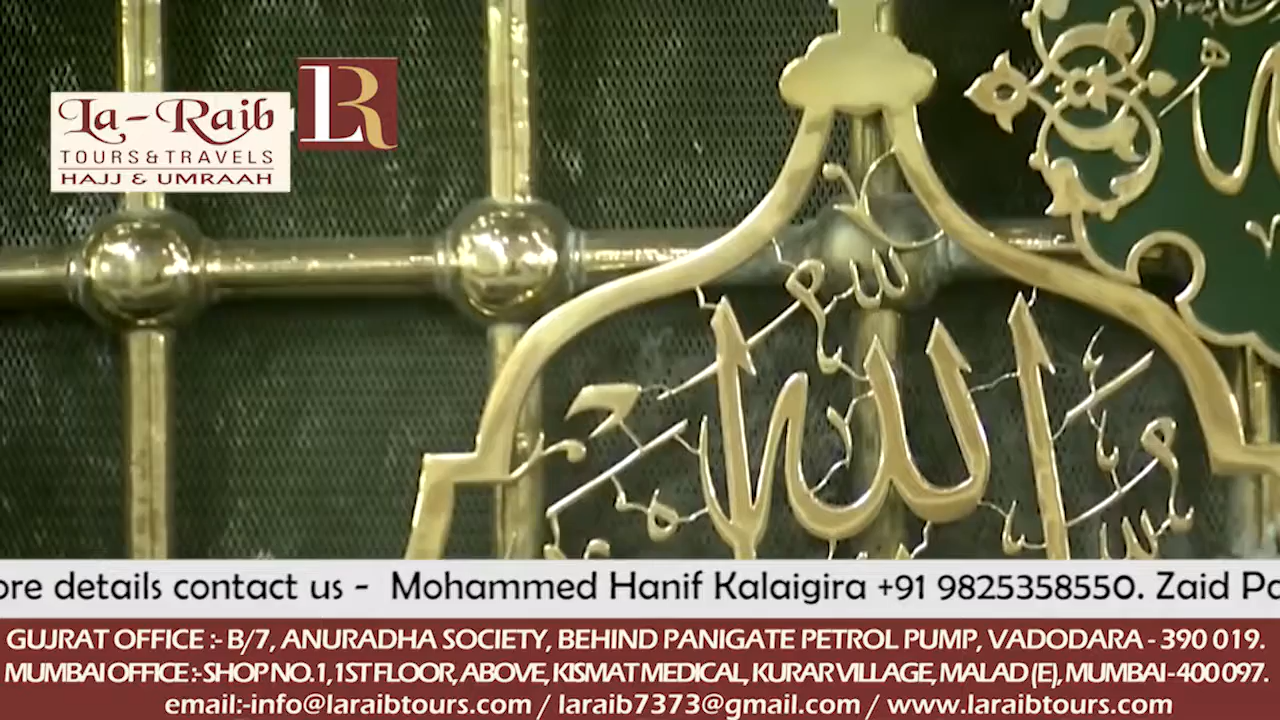 La-Raib
TOURS & TRAVELS
HAJJ & UMRAAH
LR
الله
ore details contact us - Mohammed Hanif Kalaigira +91 9825358550. Zaid Pa
GUJRAT OFFICE :- B/7, ANURADHA SOCIETY, BEHIND PANIGATE PETROL PUMP, VADODARA - 390 019.
MUMBAI OFFICE :- SHOP NO. 1, 1ST FLOOR, ABOVE, KISMAT MEDICAL, KURAR VILLAGE, MALAD (E), MUMBAI - 400 097.
email:-info@laraibtours.com / laraib7373@gmail.com / www.laraibtours.com